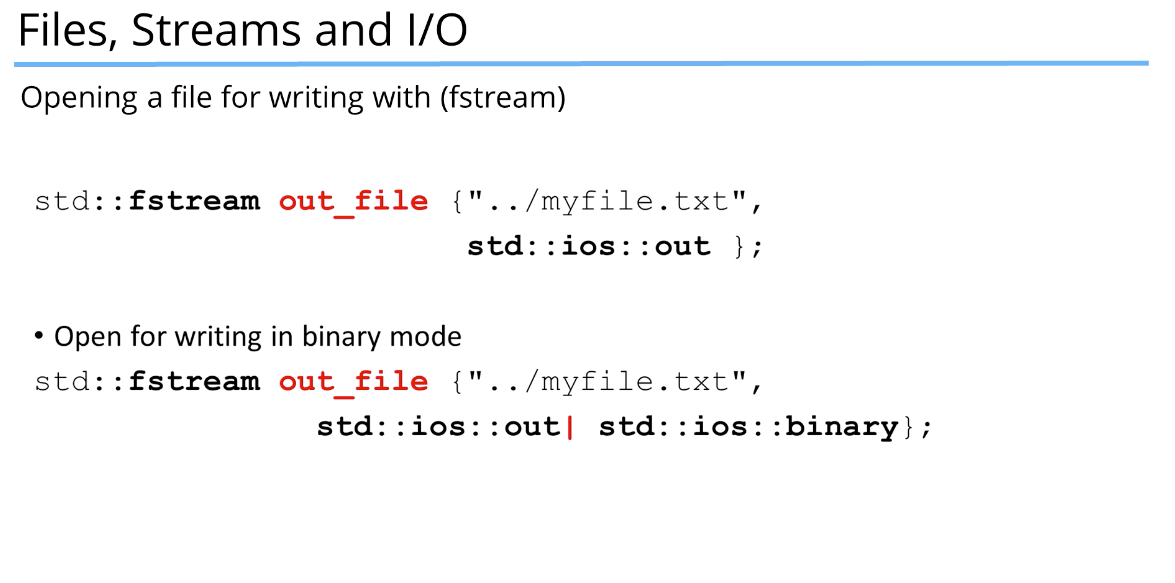 Files, Streams and I/O
Opening a file for writing with (fstream)
std::fstream out_file {"../myfile.txt",
std::ios::out };
• Open for writing in binary mode
std::fstream out_file {"../myfile.txt",
std::ios::out| std::ios::binary};